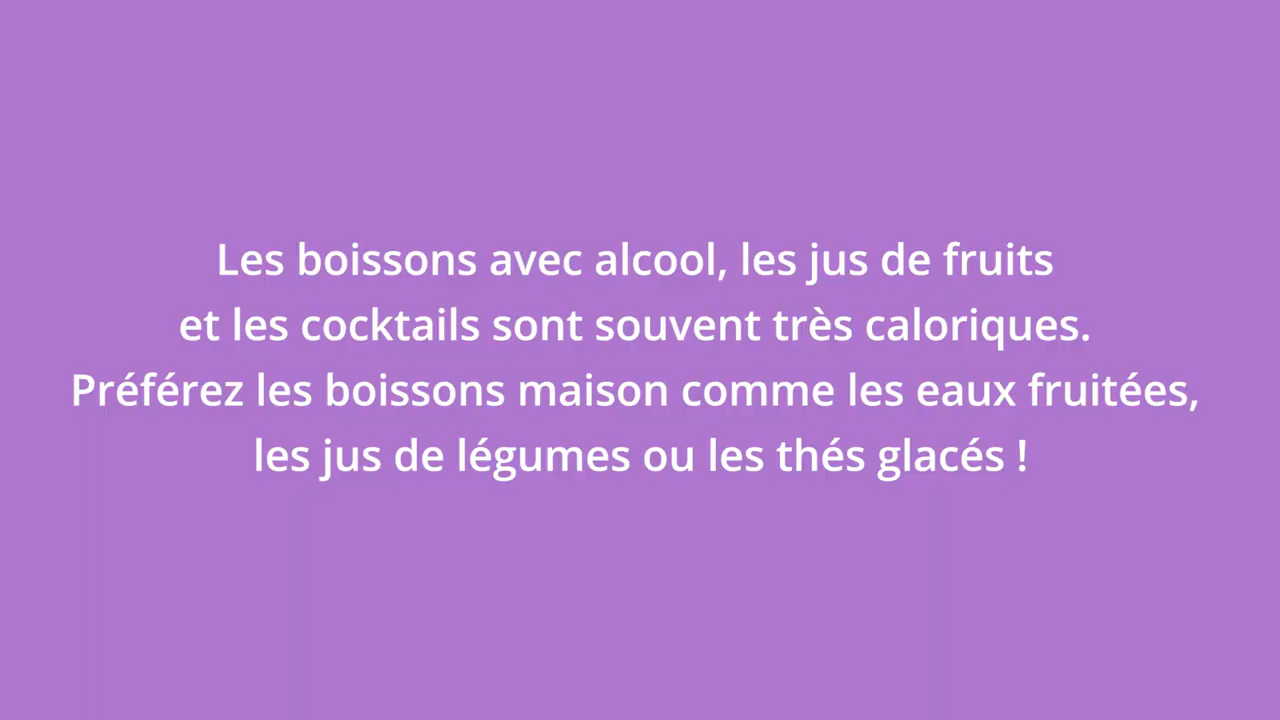 Les boissons avec alcool, les jus de fruits
et les cocktails sont souvent très caloriques.
Préférez les boissons maison comme les eaux fruitées,
les jus de légumes ou les thés glacés !